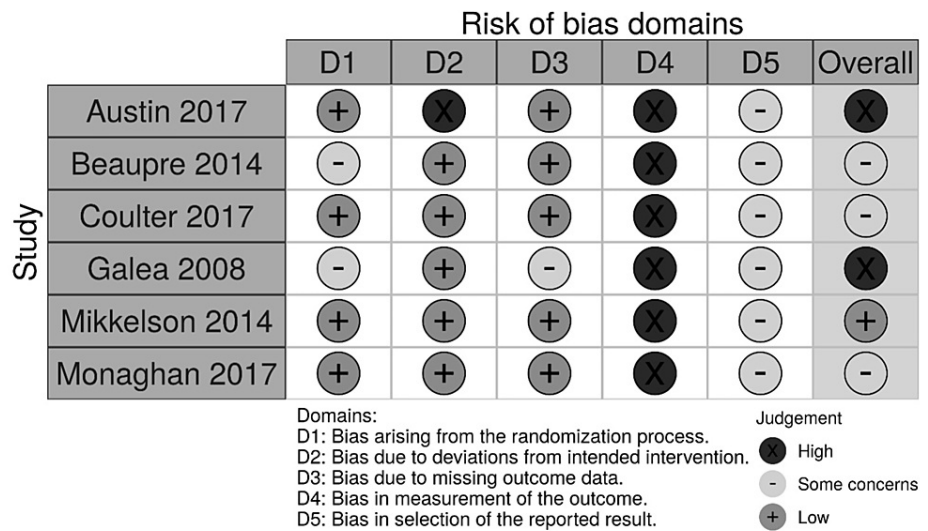 Risk of bias domains
D1 D2 D3 D4 D5 Overall
Study
Austin 2017 + X + X - X
Beaupre 2014 - + + X - -
Coulter 2017 + + + X - -
Galea 2008 - + - X - X
Mikkelson 2014 + + + X - +
Monaghan 2017 + + + X - -
Domains:
D1: Bias arising from the randomization process.
D2: Bias due to deviations from intended intervention.
D3: Bias due to missing outcome data.
D4: Bias in measurement of the outcome.
D5: Bias in selection of the reported result.
Judgement
X High
- Some concerns
+ Low